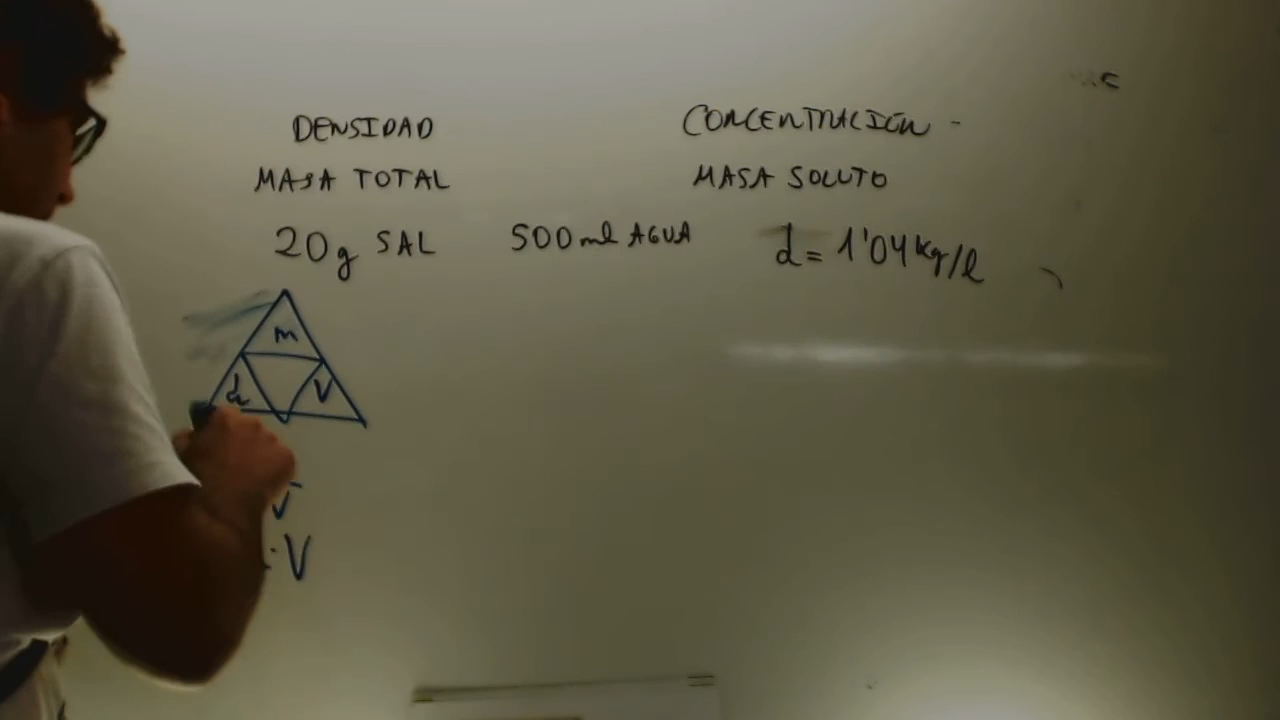 DENSIDAD
CONCENTRACIÓN -
MASA TOTAL
MASA SOLUTO
20g SAL 500ml AGUA d= 1'04kg/l
m
d V
V
· V